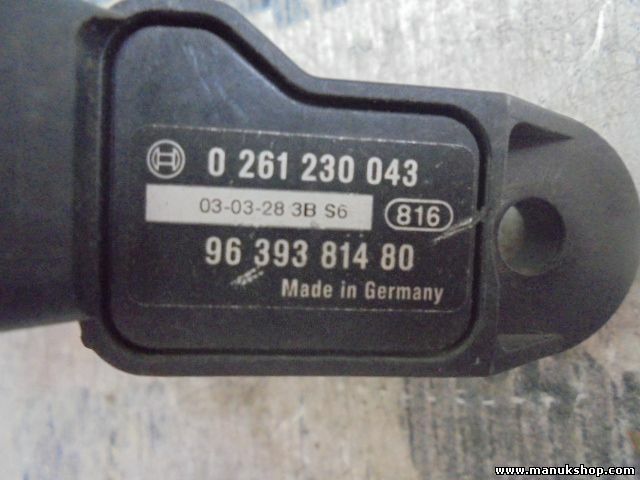 0 261 230 043
03-03-28 3B S6
816
96 393 814 80
Made in Germany
www.manukshop.com